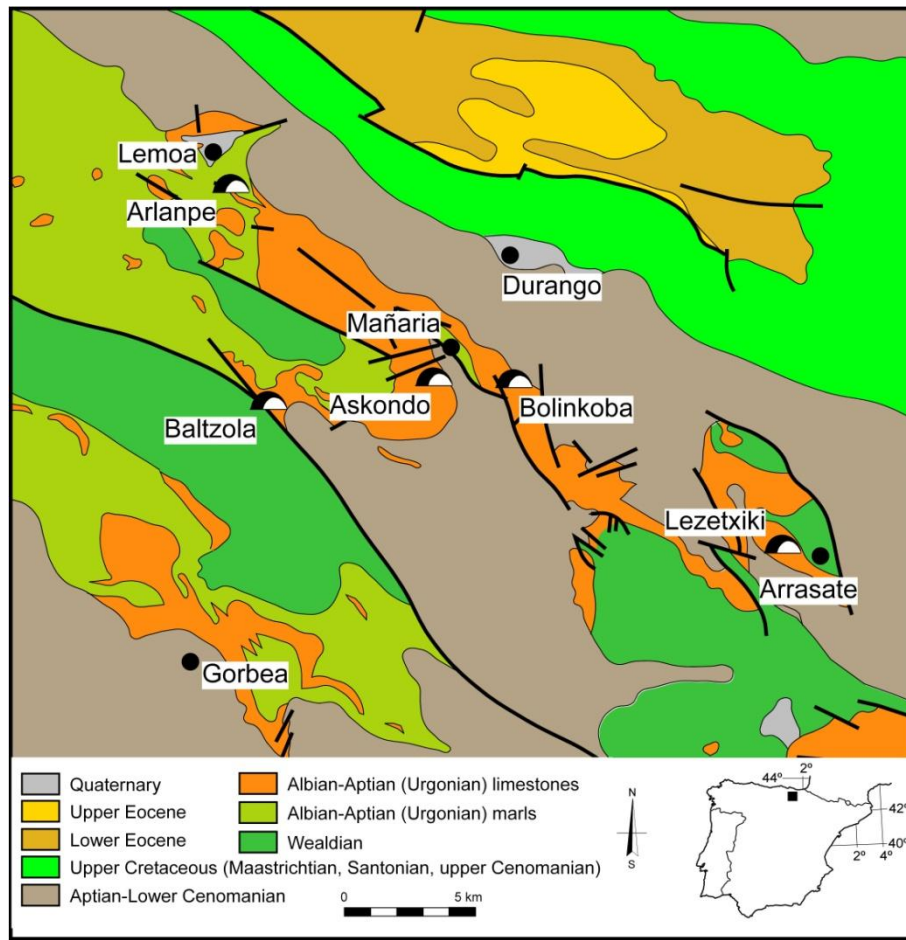 Lemoa
Arlanpe
Durango
Mañaria
Askondo
Bolinkoba
Baltzola
Lezetxiki
Arrasate
Gorbea
Quaternary
Upper Eocene
Lower Eocene
Upper Cretaceous (Maastrichtian, Santonian, upper Cenomanian)
Aptian-Lower Cenomanian
Albian-Aptian (Urgonian) limestones
Albian-Aptian (Urgonian) marls
Wealdian
0
5 km
N
S
44º
2º
42º
40º
2º
4º